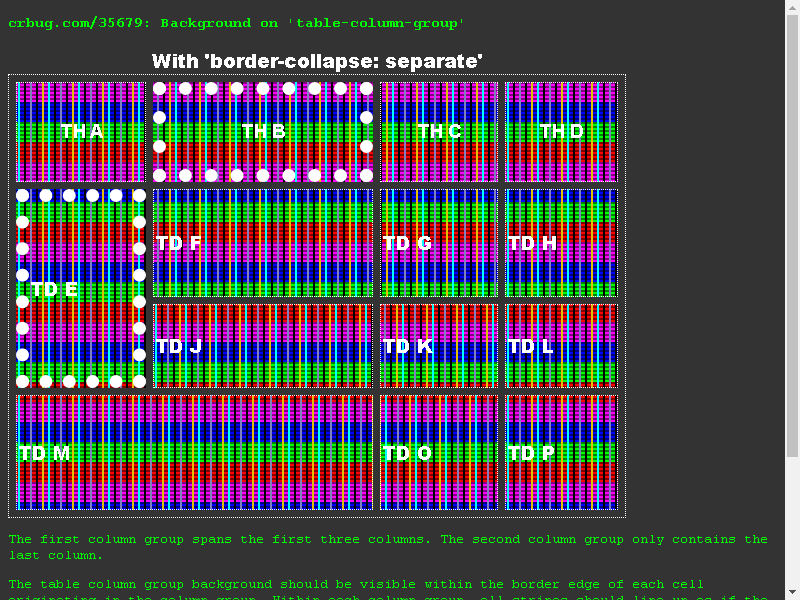 crbug.com/35679: Background on 'table-column-group'
With 'border-collapse: separate'
TH A TH B TH C TH D
TD F TD G TD H
TD E
TD J TD K TD L
TD M TD O TD P
The first column group spans the first three columns. The second column group only contains the
last column.
The table column group background should be visible within the border edge of each cell
originating in the column group. Within each column group, all stripes should line up as if the